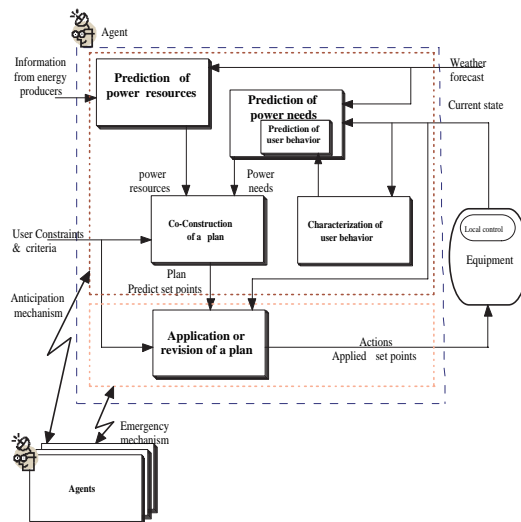 Agent
Information
from energy
producers
Prediction of
power resources
Weather
forecast
Prediction of
power needs
Prediction of
user behavior
Current state
power
resources
Power
needs
Co-Construction
of a plan
Characterization of
user behavior
Local control
Equipment
User Constraints
& criteria
Plan
Predict set points
Anticipation
mechanism
Application or
revision of a plan
Actions
Applied set points
Emergency
mechanism
Agents